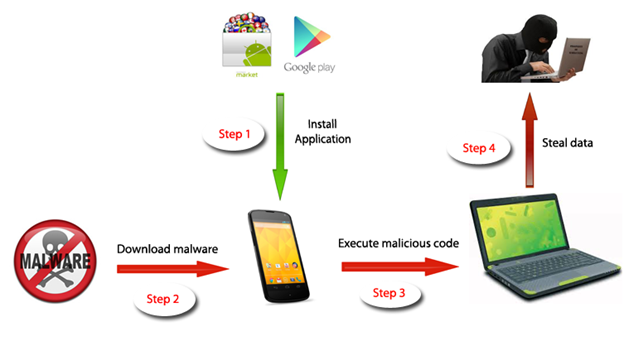 market
Google play
Step 1
Install
Application
Step 4
Steal data
MALWARE
Download malware
Step 2
Execute malicious code
Step 3